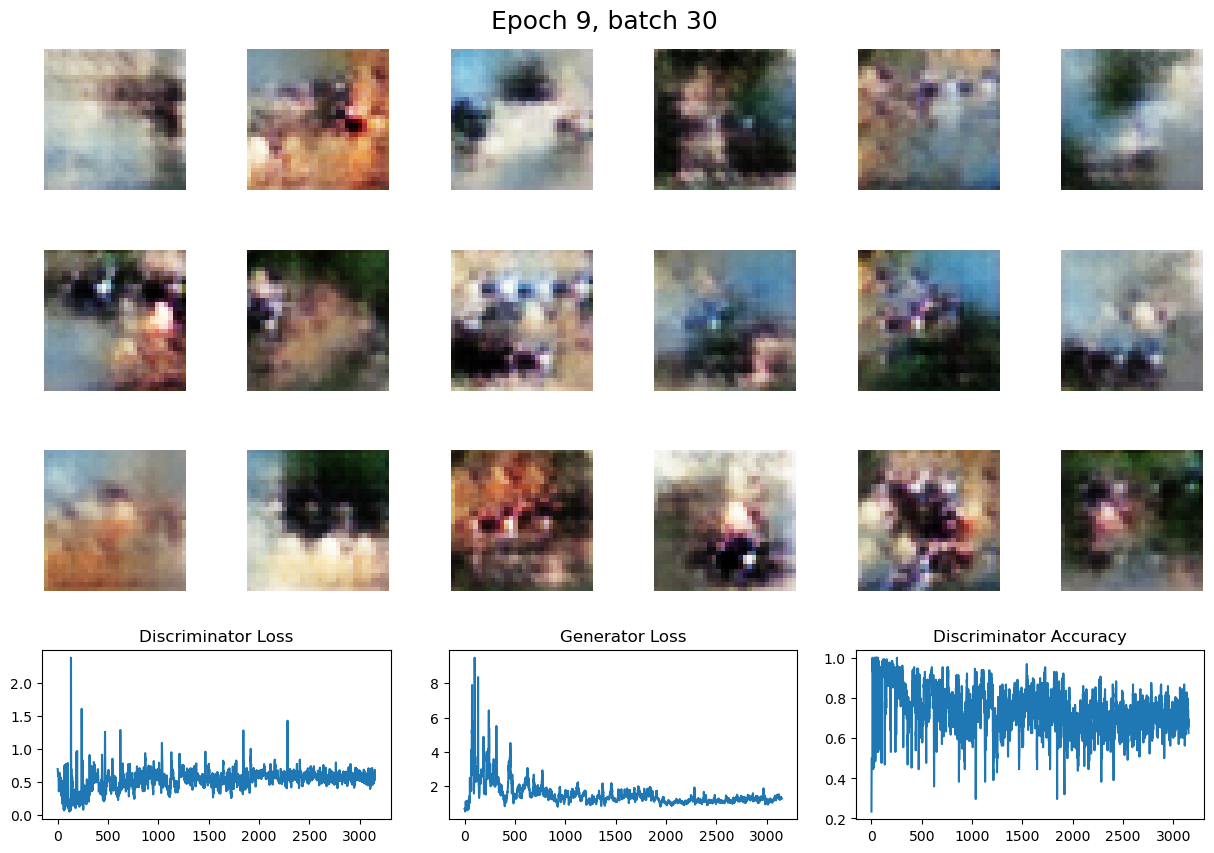 Epoch 9, batch 30
Discriminator Loss
Generator Loss
Discriminator Accuracy
2.0
1.5
1.0
0.5
0.0
0 500 1000 1500 2000 2500 3000
8
6
4
2
0 500 1000 1500 2000 2500 3000
1.0
0.8
0.6
0.4
0.2
0 500 1000 1500 2000 2500 3000